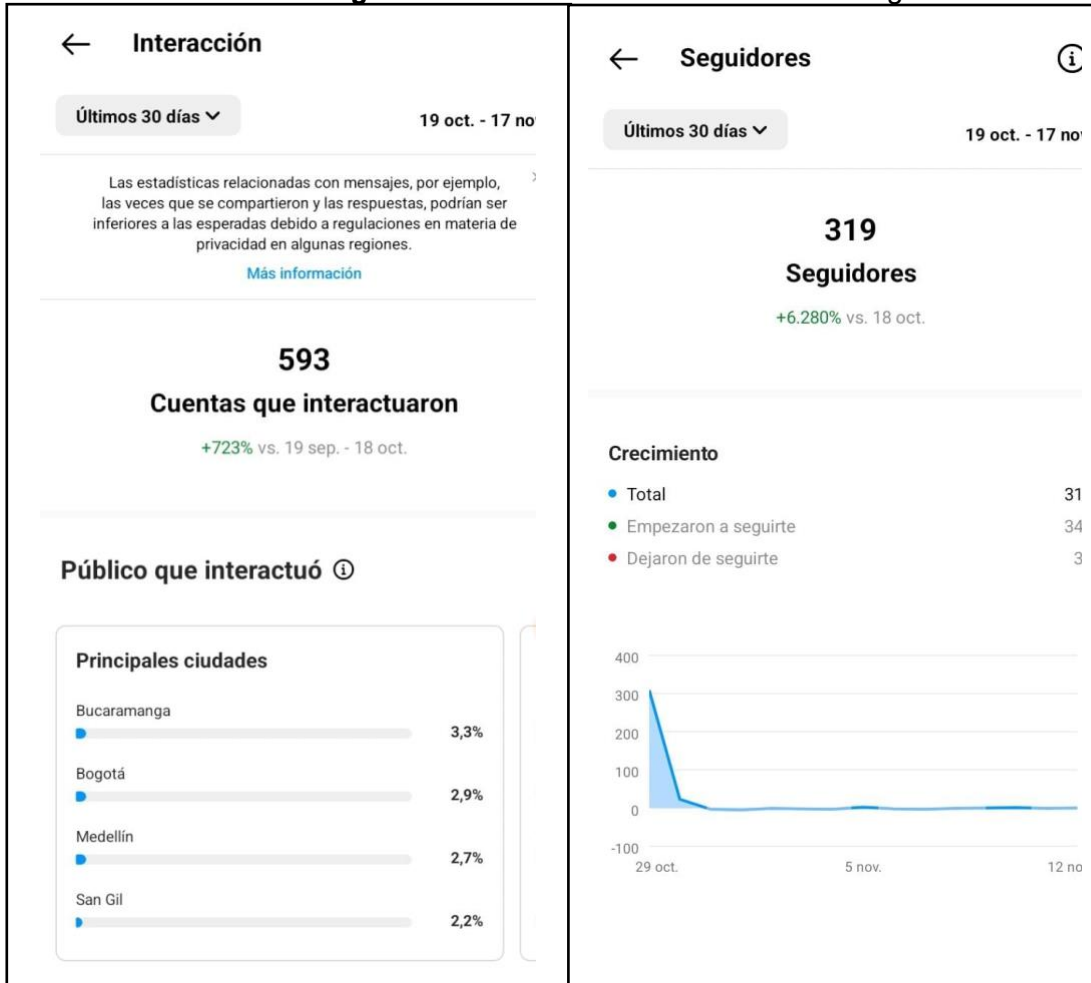 Interacción
Últimos 30 días
19 oct. - 17 no
Las estadísticas relacionadas con mensajes, por ejemplo,
las veces que se compartieron y las respuestas, podrían ser
inferiores a las esperadas debido a regulaciones en materia de
privacidad en algunas regiones.
Más información
593
Cuentas que interactuaron
+723% vs. 19 sep. - 18 oct.
Público que interactuó
Principales ciudades
Bucaramanga
3,3%
Bogotá
2,9%
Medellín
2,7%
San Gil
2,2%
Seguidores
Últimos 30 días
19 oct. - 17 nov
319
Seguidores
+6.280% vs. 18 oct.
Crecimiento
Total 31
Empezaron a seguirte 34
Dejaron de seguirte 3
400
300
200
100
0
-100
29 oct. 5 nov. 12 no